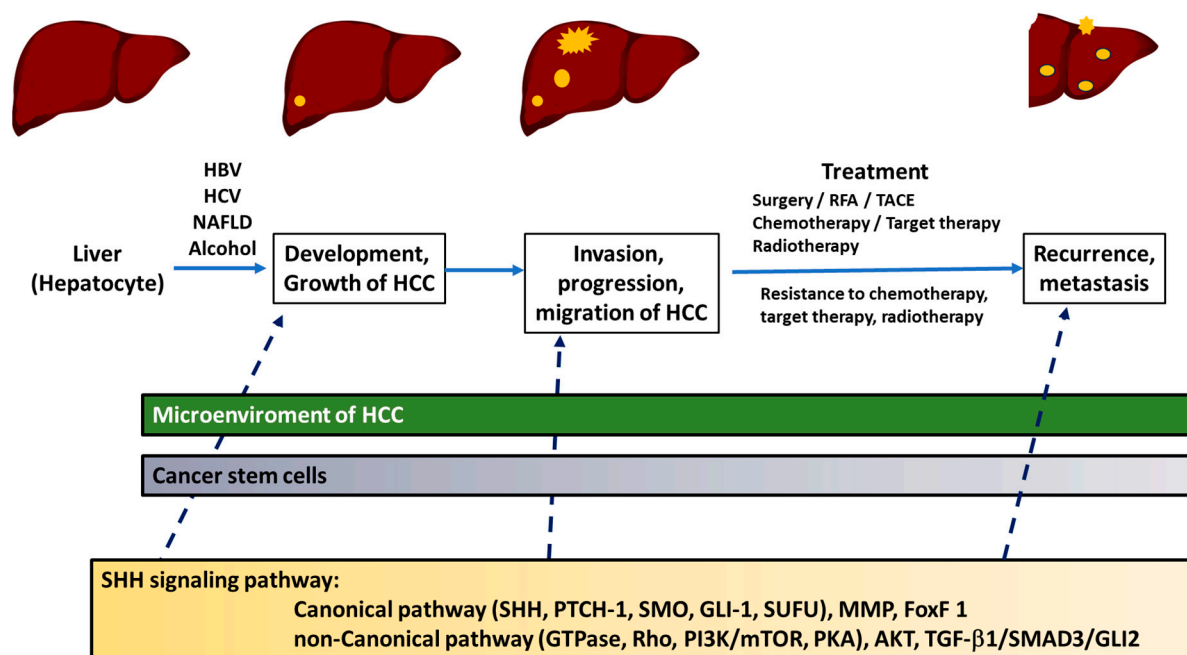 HBV
HCV
NAFLD
Alcohol
Liver
(Hepatocyte)
Development,
Growth of HCC
Invasion,
progression,
migration of HCC
Treatment
Surgery / RFA / TACE
Chemotherapy / Target therapy
Radiotherapy
Resistance to chemotherapy,
target therapy, radiotherapy
Recurrence,
metastasis
Microenviroment of HCC
Cancer stem cells
SHH signaling pathway:
Canonical pathway (SHH, PTCH-1, SMO, GLI-1, SUFU), MMP, FoxF 1
non-Canonical pathway (GTPase, Rho, PI3K/mTOR, PKA), AKT, TGF-β1/SMAD3/GLI2